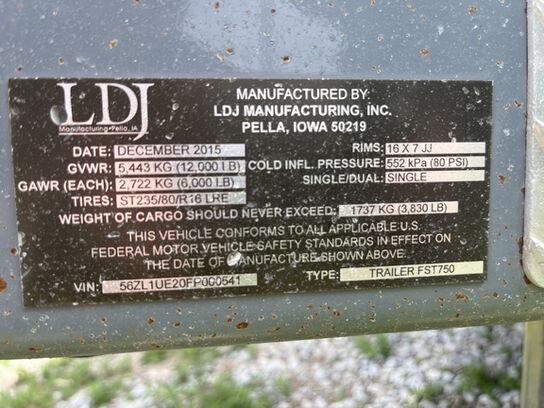 LDJ
Manufacturing•Pella, IA
MANUFACTURED BY:
LDJ MANUFACTURING, INC.
PELLA, IOWA 50219
DATE: DECEMBER 2015 RIMS: 16 X 7 JJ
GVWR: 5,443 KG (12,000 LB) COLD INFL. PRESSURE: 552 kPa (80 PSI)
GAWR (EACH): 2,722 KG (6,000 LB) SINGLE/DUAL: SINGLE
TIRES: ST235/80/R16 LRE
WEIGHT OF CARGO SHOULD NEVER EXCEED: 1737 KG (3,830 LB)
THIS VEHICLE CONFORMS TO ALL APPLICABLE U.S.
FEDERAL MOTOR VEHICLE SAFETY STANDARDS IN EFFECT ON
THE DATE OF MANUFACTURE SHOWN ABOVE.
VIN: 56ZL1UE20FP000541 TYPE: TRAILER FST750